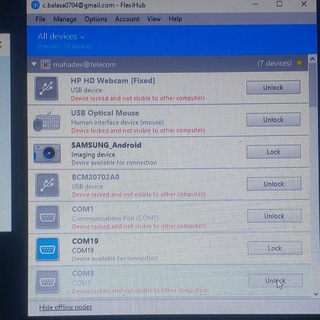 c.balasa0704@gmail.com - FlexiHub
Menu Options Account View Help
All devices
mahadev@telecom (7 devices)
HP HD Webcam [Fixed]
USB device
Device locked and not visible to other computers
Unlock
USB Optical Mouse
Human interface device (mouse)
Device locked and not visible to other computers
Unlock
SAMSUNG_Android
Imaging device
Device available for connection
Lock
BCM20702A0
USB device
Device locked and not visible to other computers
Unlock
COM1
Communications Port (COM1)
Device locked and not visible to other computers
Unlock
COM19
COM19
Device available for connection
Lock
COM3
COM3
Device locked and not visible to other computers
Unlock
Hide offline nodes